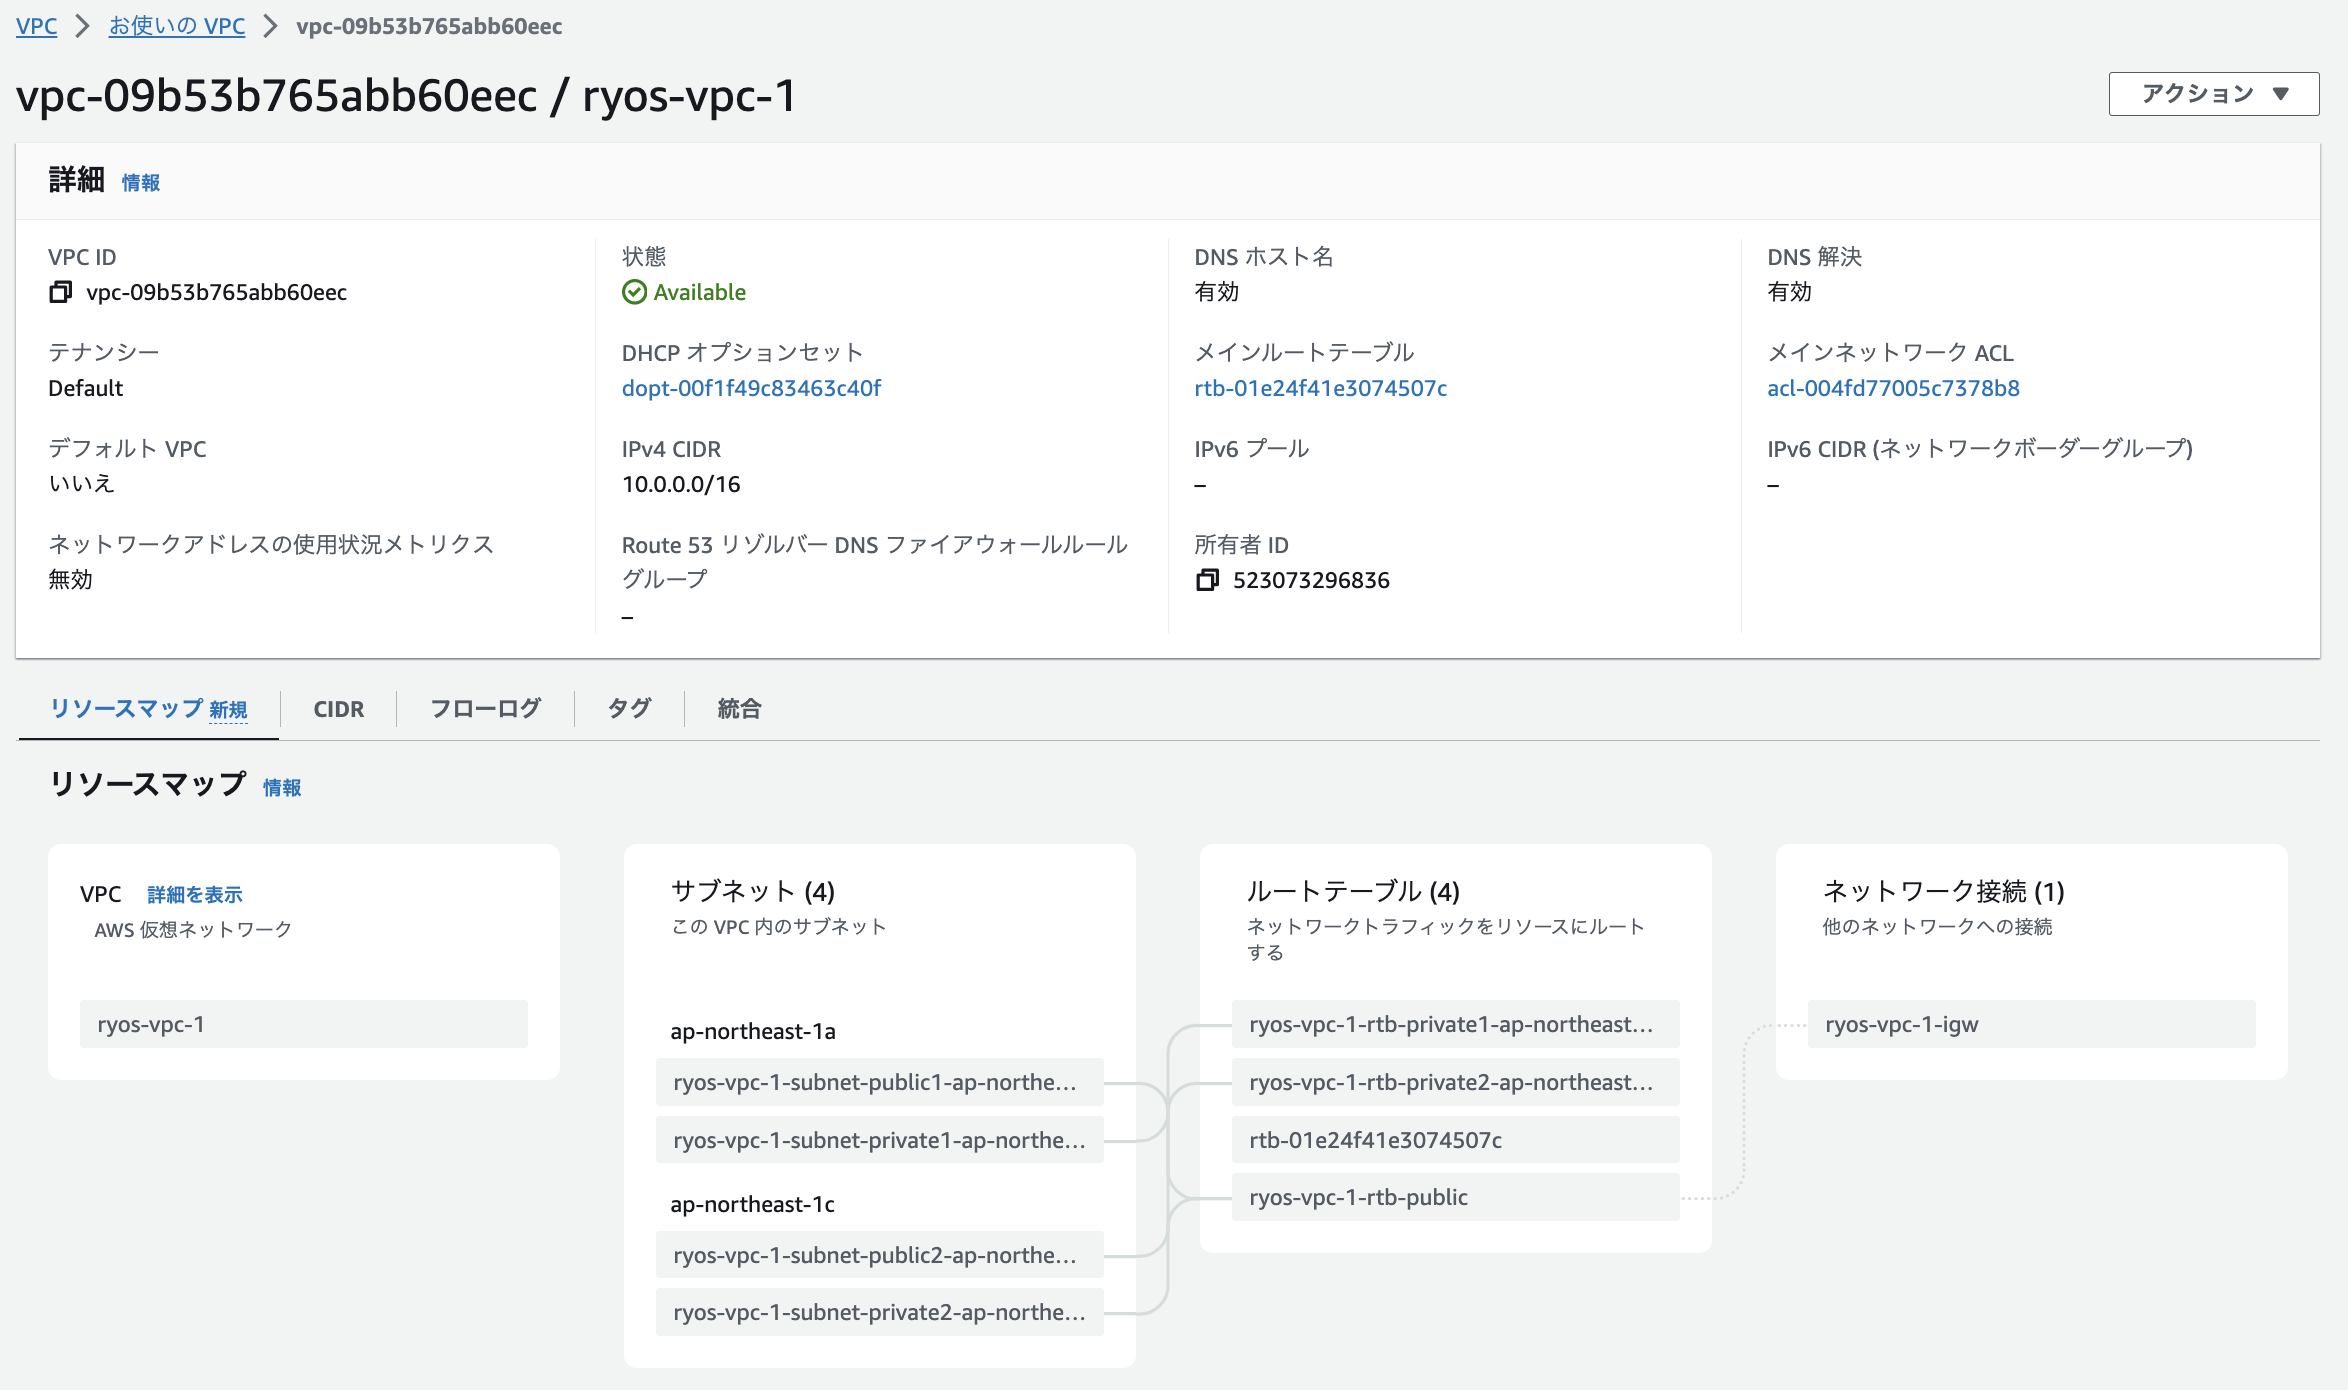 VPC > お使いの VPC > vpc-09b53b765abb60eec
vpc-09b53b765abb60eec / ryos-vpc-1
アクション ▼
詳細 情報
VPC ID
vpc-09b53b765abb60eec
状態
Available
DNS ホスト名
有効
DNS 解決
有効
テナンシー
Default
DHCP オプションセット
dopt-00f1f49c83463c40f
メインルートテーブル
rtb-01e24f41e3074507c
メインネットワーク ACL
acl-004fd77005c7378b8
デフォルト VPC
いいえ
IPv4 CIDR
10.0.0.0/16
IPv6 プール
–
IPv6 CIDR (ネットワークボーダーグループ)
–
ネットワークアドレスの使用状況メトリクス
無効
Route 53 リゾルバー DNS ファイアウォールルール
グループ
–
所有者 ID
523073296836
リソースマップ 新規
CIDR
フローログ
タグ
統合
リソースマップ 情報
VPC 詳細を表示
AWS 仮想ネットワーク
ryos-vpc-1
サブネット (4)
この VPC 内のサブネット
ap-northeast-1a
ryos-vpc-1-subnet-public1-ap-northe...
ryos-vpc-1-subnet-private1-ap-northe...
ap-northeast-1c
ryos-vpc-1-subnet-public2-ap-northe...
ryos-vpc-1-subnet-private2-ap-northe...
ルートテーブル (4)
ネットワークトラフィックをリソースにルート
する
ryos-vpc-1-rtb-private1-ap-northeast...
ryos-vpc-1-rtb-private2-ap-northeast...
rtb-01e24f41e3074507c
ryos-vpc-1-rtb-public
ネットワーク接続 (1)
他のネットワークへの接続
ryos-vpc-1-igw